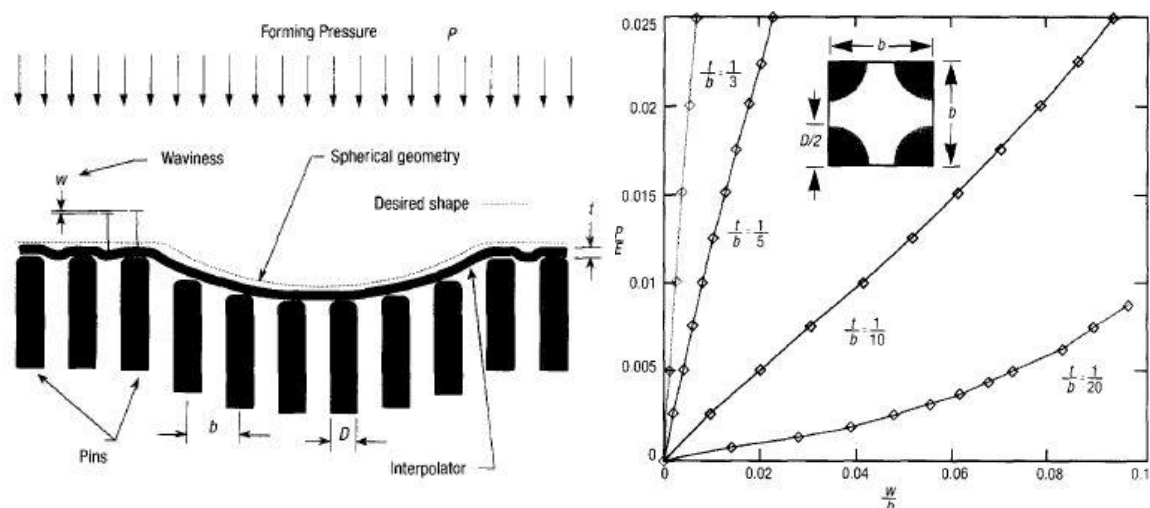 Forming Pressure P
Waviness
Spherical geometry
w
Desired shape
t
b
D
Pins
Interpolator
0.025
0.02
0.015
P/E
0.01
0.005
0
0
0.02
0.04
0.06
0.08
0.1
w/b
t/b = 1/3
t/b = 1/5
t/b = 1/10
t/b = 1/20
b
b
D/2